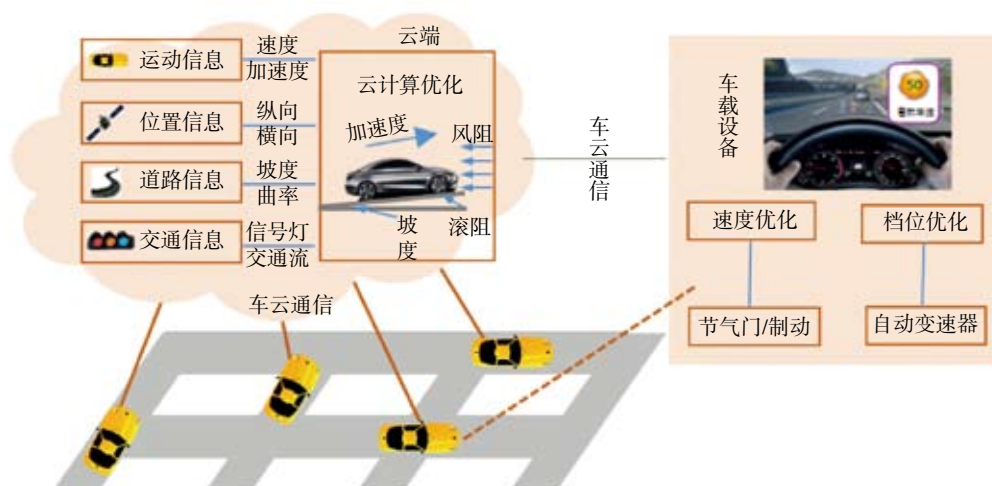 云端
运动信息
速度
加速度
云计算优化
位置信息
纵向
横向
加速度
风阻
道路信息
坡度
曲率
交通信息
信号灯
交通流
坡度
滚阻
车云通信
车云通信
车载设备
50
速度优化
档位优化
节气门/制动
自动变速器